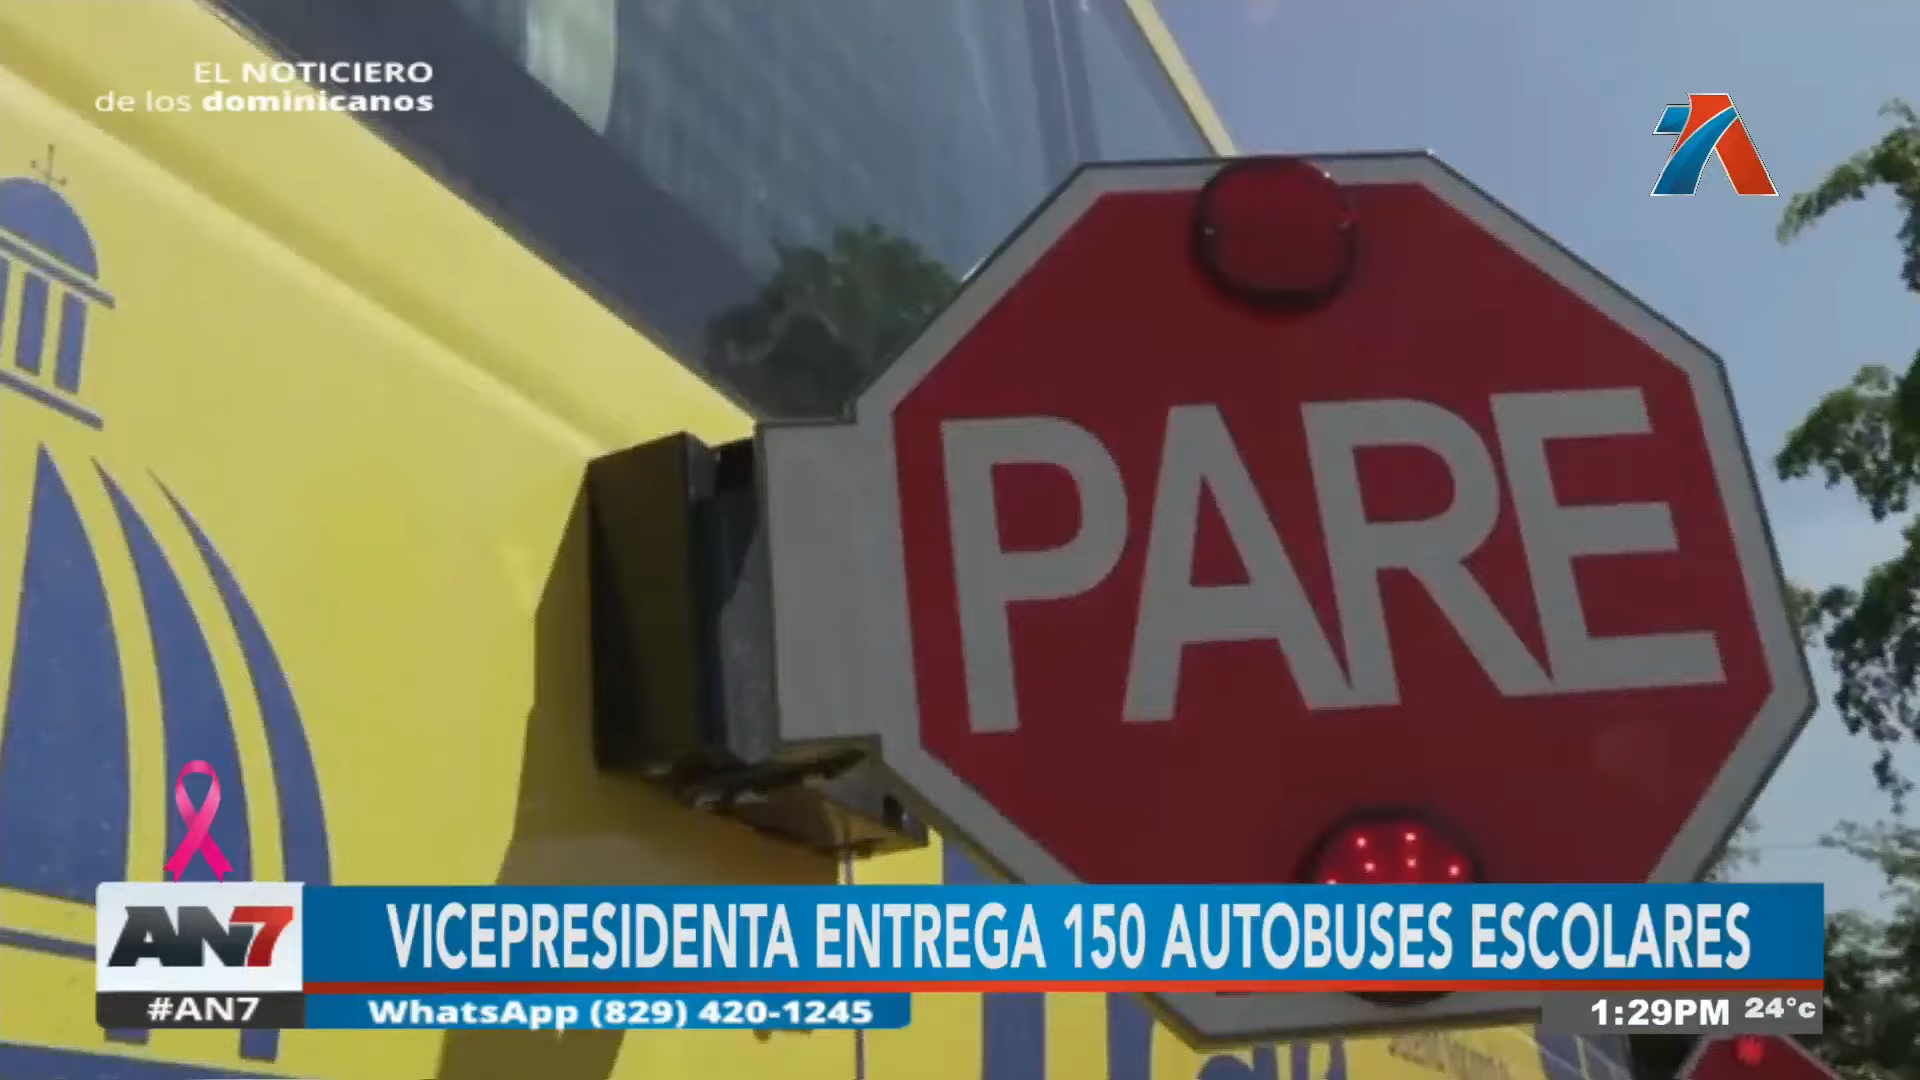 EL NOTICIERO
de los dominicanos
PARE
AN7
VICEPRESIDENTA ENTREGA 150 AUTOBUSES ESCOLARES
#AN7
WhatsApp (829) 420-1245
1:29PM 24°c